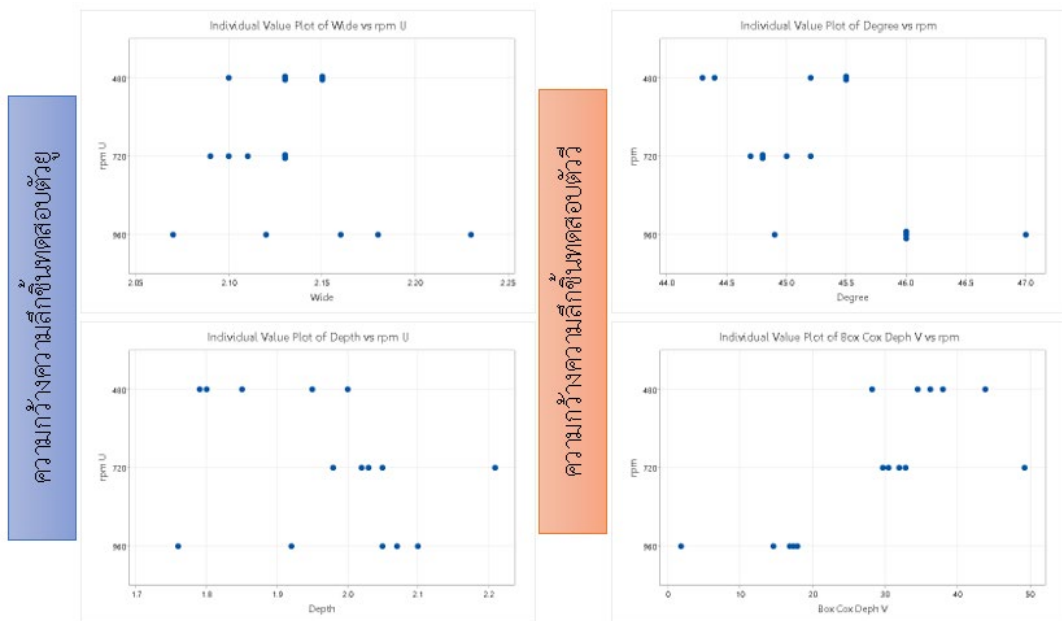 ความกว้างความลึกชิ้นทดสอบตัวยู
Individual Value Plot of Wide vs rpm U
rpm U
480
720
960
2.05 2.10 2.15 2.20 2.25
Wide
Individual Value Plot of Depth vs rpm U
rpm U
480
720
960
1.7 1.8 1.9 2.0 2.1 2.2
Depth
ความกว้างความลึกชิ้นทดสอบตัววี
Individual Value Plot of Degree vs rpm
rpm
480
720
960
44.0 44.5 45.0 45.5 46.0 46.5 47.0
Degree
Individual Value Plot of Box Cox Deph V vs rpm
rpm
480
720
960
0 10 20 30 40 50
Box Cox Deph V